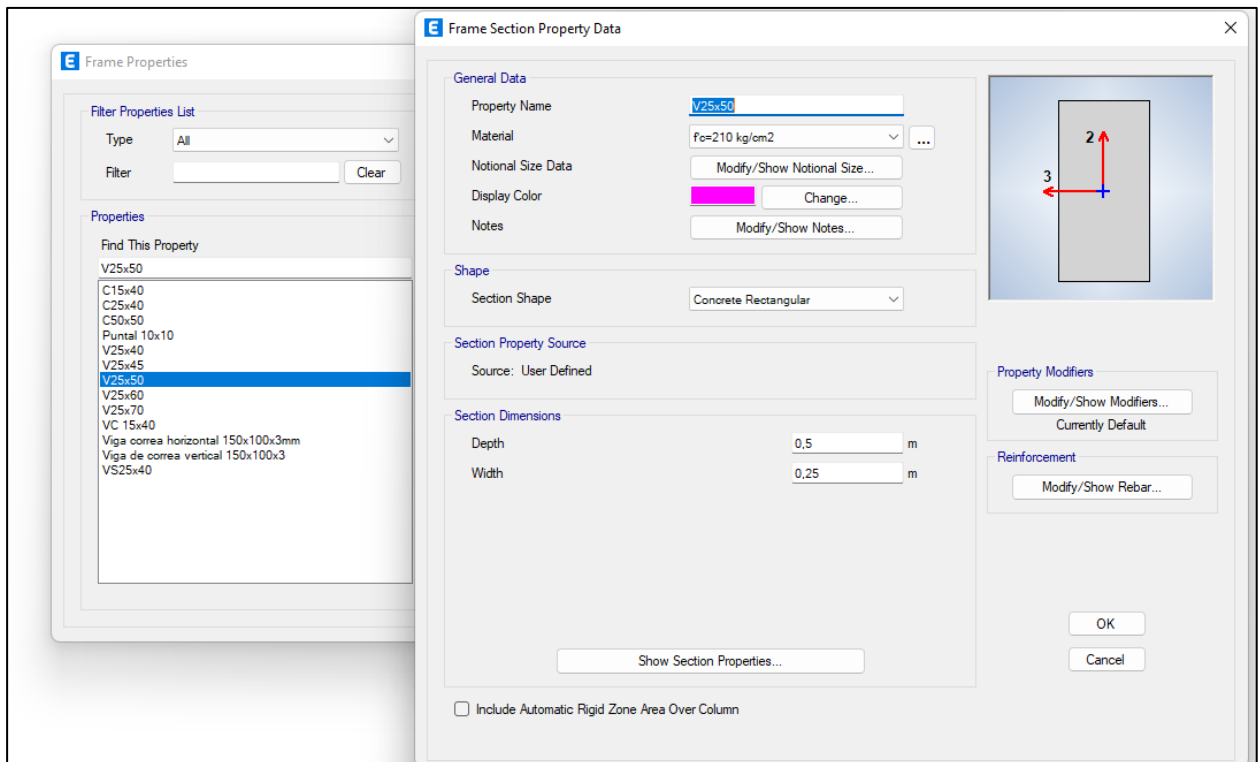 Frame Properties
Filter Properties List
Type All
Filter Clear
Properties
Find This Property
V25x50
C15x40
C25x40
C50x50
Puntal 10x10
V25x40
V25x45
V25x50
V25x60
V25x70
VC 15x40
Viga correa horizontal 150x100x3mm
Viga de correa vertical 150x100x3
VS25x40
E Frame Section Property Data
General Data
Property Name V25x50
Material f'c=210 kg/cm2 ...
Notional Size Data Modify/Show Notional Size...
Display Color Change...
Notes Modify/Show Notes...
Shape
Section Shape Concrete Rectangular
Section Property Source
Source: User Defined
Section Dimensions
Depth 0,5 m
Width 0,25 m
Show Section Properties...
Include Automatic Rigid Zone Area Over Column
2
3
Property Modifiers
Modify/Show Modifiers...
Currently Default
Reinforcement
Modify/Show Rebar...
OK
Cancel